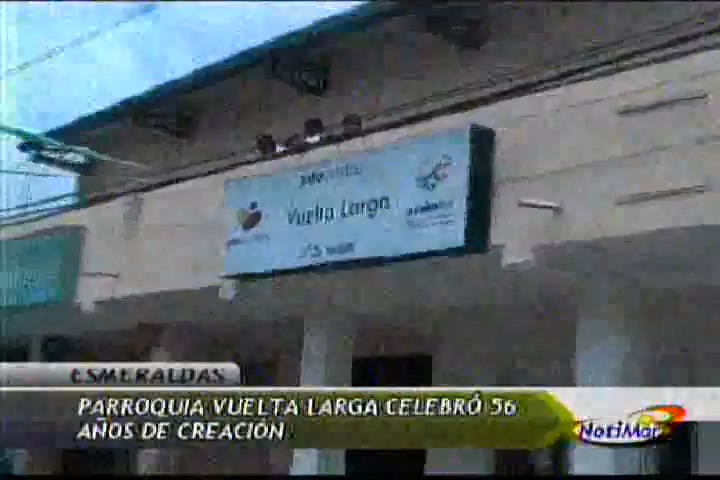 Vuelta Larga
ESMERALDAS
PARROQUIA VUELTA LARGA CELEBRÓ 56
AÑOS DE CREACIÓN
NotiMar